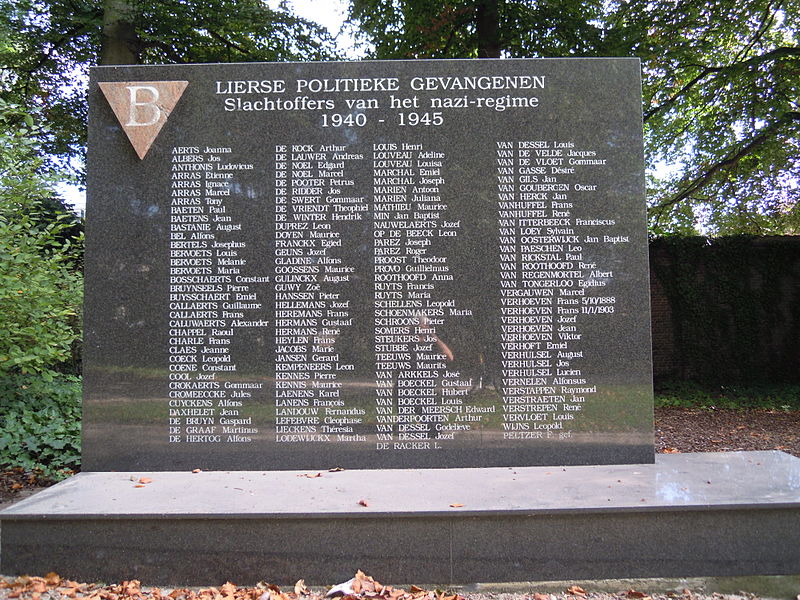 B
LIERSE POLITIEKE GEVANGENEN
Slachtoffers van het nazi-regime
1940 - 1945
AERTS Joanna
ALBERS Jos
ANTHONIS Ludovicus
ARRAS Etienne
ARRAS Ignace
ARRAS Marcel
ARRAS Tony
BAETEN Paul
BAETENS Jean
BASTANIE August
BEL Alfons
BERTELS Josephus
BERVOETS Louis
BERVOETS Melanie
BERVOETS Maria
BOSSCHAERTS Constant
BRUYNSEELS Pierre
BUYSSCHAERT Emiel
CALLAERTS Guillaume
CALLAERTS Frans
CALUWAERTS Alexander
CHAPPEL Raoul
CHARLE Frans
CLAES Jeanne
COECK Leopold
COENE Constant
COOL Jozef
CROKAERTS Gommaar
CROMEECKE Jules
CUYCKENS Alfons
DAXHELET Jean
DE BRUYN Gaspard
DE GRAAF Martinus
DE HERTOG Alfons
DE KOCK Arthur
DE LAUWER Andreas
DE NOEL Edgard
DE NOEL Marcel
DE POOTER Petrus
DE RIDDER Jos
DE SWERT Gommaar
DE VRIENDT Theophiel
DE WINTER Hendrik
DUPREZ Leon
DOYEN Maurice
FRANCKX Egied
GEUNS Jozef
GLADINE Alfons
GOOSSENS Maurice
GULINCKX August
GUWY Zoë
HANSSEN Pieter
HELLEMANS Jozef
HEREMANS Frans
HERMANS Gustaaf
HERMANS René
HEYLEN Frans
JACOBS Marie
JANSEN Gerard
KEMPENEERS Leon
KENNES Pierre
KENNIS Maurice
LAENENS Karel
LANENS François
LANDOUW Fernandus
LEFEBVRE Cleophase
LIECKENS Theresia
LODEWIJCKX Martha
LOUIS Henri
LOUVEAU Adeline
LOUVEAU Louisa
MARCHAL Emiel
MARCHAL Joseph
MARIEN Antoon
MARIEN Juliana
MATHIEU Maurice
MIN Jan Baptist
NAUWELAERTS Jozef
OP DE BEECK Leon
PAREZ Joseph
PAREZ Roger
PROOST Theodoor
PROVO Guilielmus
ROOTHOOFD Anna
RUYTS Francis
RUYTS Maria
SCHELLENS Leopold
SCHOENMAKERS Maria
SCHROONS Pieter
SOMERS Henri
STEUKERS Jos
STUBBE Jozef
TEEUWS Maurice
TEEUWS Maurits
VAN ARKKELS José
VAN BOECKEL Gustaaf
VAN BOECKEL Hubert
VAN BOECKEL Louis
VAN DER MEERSCH Edward
VANDERPOORTEN Arthur
VAN DESSEL Godelieve
VAN DESSEL Jozef
DE RACKER L.
VAN DESSEL Louis
VAN DE VELDE Jacques
VAN DE VLOET Gommaar
VAN GASSE Désiré
VAN GILS Jan
VAN GOUBERGEN Oscar
VAN HERCK Jan
VANHUFFEL Frans
VANHUFFEL René
VAN ITTERBEECK Franciscus
VAN LOEY Sylvain
VAN OOSTERWIJCK Jan Baptist
VAN PAESCHEN Leo
VAN RICKSTAL Paul
VAN ROOTHOOFD René
VAN REGENMORTEL Albert
VAN TONGERLOO Egidius
VERGAUWEN Marcel
VERHOEVEN Frans 5/10/1888
VERHOEVEN Frans 11/1/1903
VERHOEVEN Jozef
VERHOEVEN Jean
VERHOEVEN Viktor
VERHOFT Emiel
VERHULSEL August
VERHULSEL Jos
VERHULSEL Lucien
VERNELEN Alfonsus
VERSTAPPEN Raymond
VERSTRAETEN Jan
VERSTREPEN René
VERVLOET Louis
WIJNS Leopold
PELTZER F. gef.